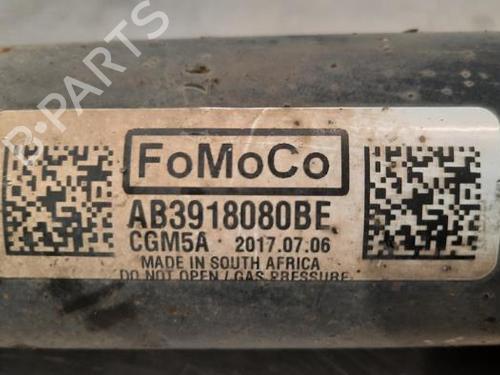 B-PARTS
FoMoCo
AB3918080BE
CGM5A · 2017.07.06
MADE IN SOUTH AFRICA
DO NOT OPEN / GAS PRESSURE